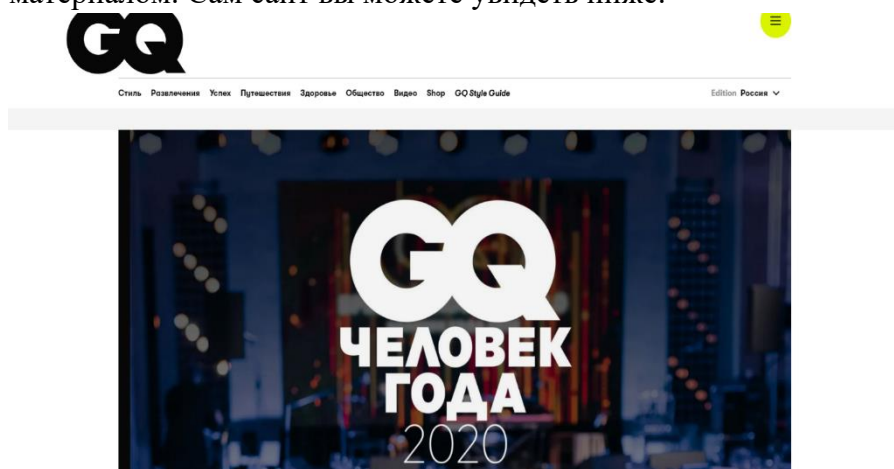 материалом. Сам сайт вы можете увидеть ниже.
GQ
Стиль Развлечения Успех Путешествия Здоровье Общество Видео Shop GQ Style Guide Edition Россия
GQ
ЧЕЛОВЕК
ГОДА
2020